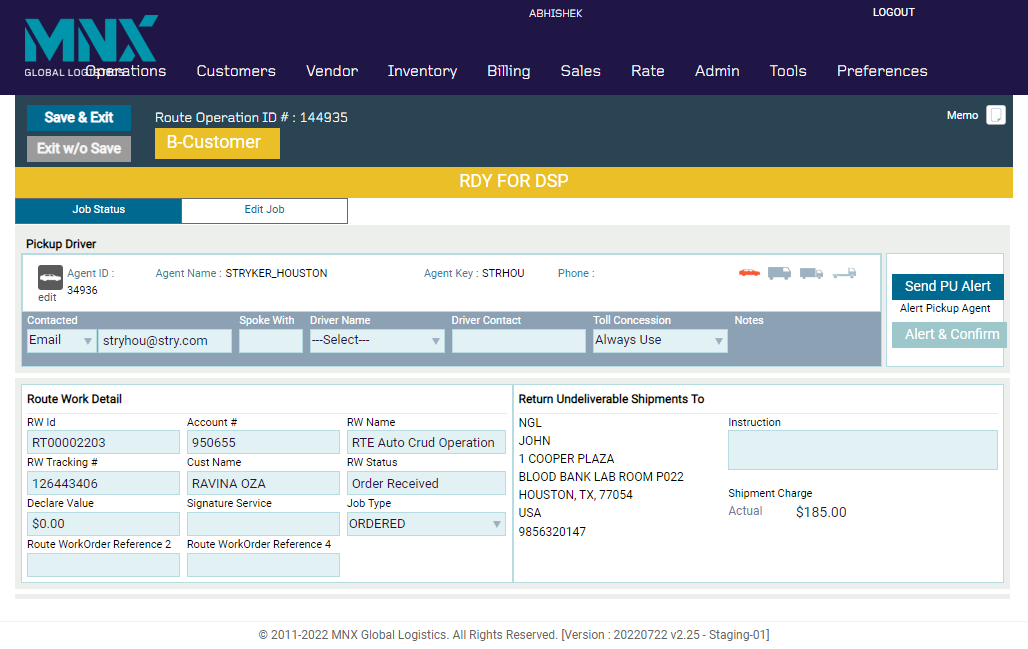 ABHISHEK
LOGOUT
MNX
GLOBAL LOGISTICS
Operations Customers Vendor Inventory Billing Sales Rate Admin Tools Preferences
Save & Exit
Route Operation ID # : 144935
Memo
Exit w/o Save
B-Customer
RDY FOR DSP
Job Status
Edit Job
Pickup Driver
Agent ID : Agent Name : STRYKER_HOUSTON Agent Key : STRHOU Phone :
34936
edit
Send PU Alert
Alert Pickup Agent
Alert & Confirm
Contacted Spoke With Driver Name Driver Contact Toll Concession Notes
Email stryhou@stry.com ---Select--- Always Use
Route Work Detail
RW Id Account # RW Name
RT00002203 950655 RTE Auto Crud Operation
RW Tracking # Cust Name RW Status
126443406 RAVINA OZA Order Received
Declare Value Signature Service Job Type
$0.00 ORDERED
Route WorkOrder Reference 2 Route WorkOrder Reference 4
Return Undeliverable Shipments To
NGL
JOHN
1 COOPER PLAZA
BLOOD BANK LAB ROOM P022
HOUSTON, TX, 77054
USA
9856320147
Instruction
Shipment Charge
Actual $185.00
© 2011-2022 MNX Global Logistics. All Rights Reserved. [Version : 20220722 v2.25 - Staging-01]